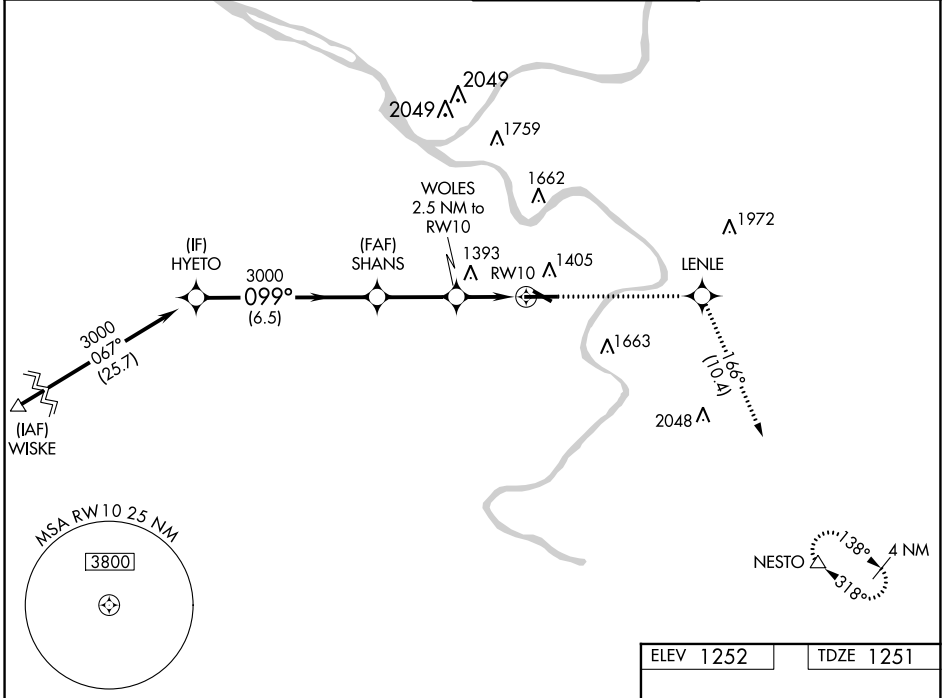 2049
2049
1759
1662
WOLES
2.5 NM to
RW10
1972
(IF)
HYETO
(FAF)
SHANS
1393
RW10
1405
LENLE
3000
099°
(6.5)
3000
067°
(25.7)
1663
166°
(10.4)
(IAF)
WISKE
2048
MSA RW10 25 NM
3800
NESTO
138°
4 NM
318°
ELEV 1252
TDZE 1251